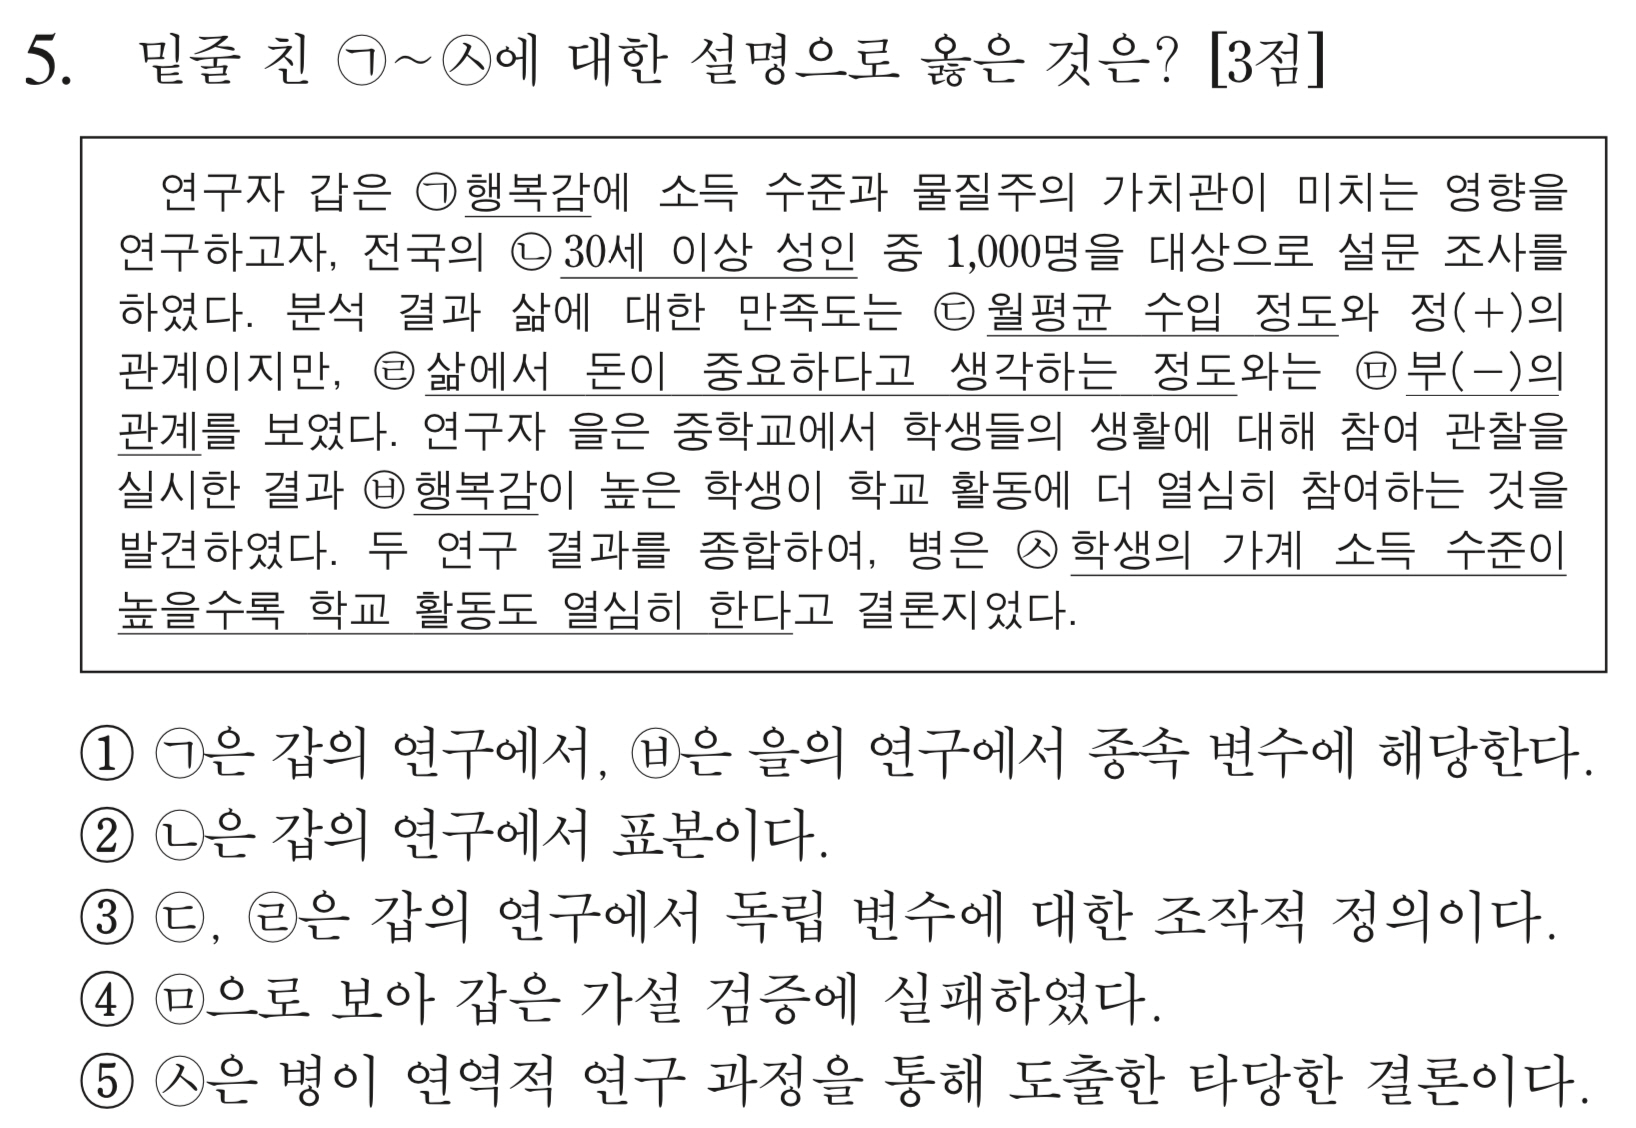 5. 밑줄 친 ㉠~㉦에 대한 설명으로 옳은 것은? [3점]
연구자 갑은 ㉠행복감에 소득 수준과 물질주의 가치관이 미치는 영향을
연구하고자, 전국의 ㉡30세 이상 성인 중 1,000명을 대상으로 설문 조사를
하였다. 분석 결과 삶에 대한 만족도는 ㉢월평균 수입 정도와 정(+)의
관계이지만, ㉣삶에서 돈이 중요하다고 생각하는 정도와는 ㉤부(-)의
관계를 보였다. 연구자 을은 중학교에서 학생들의 생활에 대해 참여 관찰을
실시한 결과 ㉥행복감이 높은 학생이 학교 활동에 더 열심히 참여하는 것을
발견하였다. 두 연구 결과를 종합하여, 병은 ㉦학생의 가계 소득 수준이
높을수록 학교 활동도 열심히 한다고 결론지었다.
① ㉠은 갑의 연구에서, ㉥은 을의 연구에서 종속 변수에 해당한다.
② ㉡은 갑의 연구에서 표본이다.
③ ㉢, ㉣은 갑의 연구에서 독립 변수에 대한 조작적 정의이다.
④ ㉤으로 보아 갑은 가설 검증에 실패하였다.
⑤ ㉦은 병이 연역적 연구 과정을 통해 도출한 타당한 결론이다.